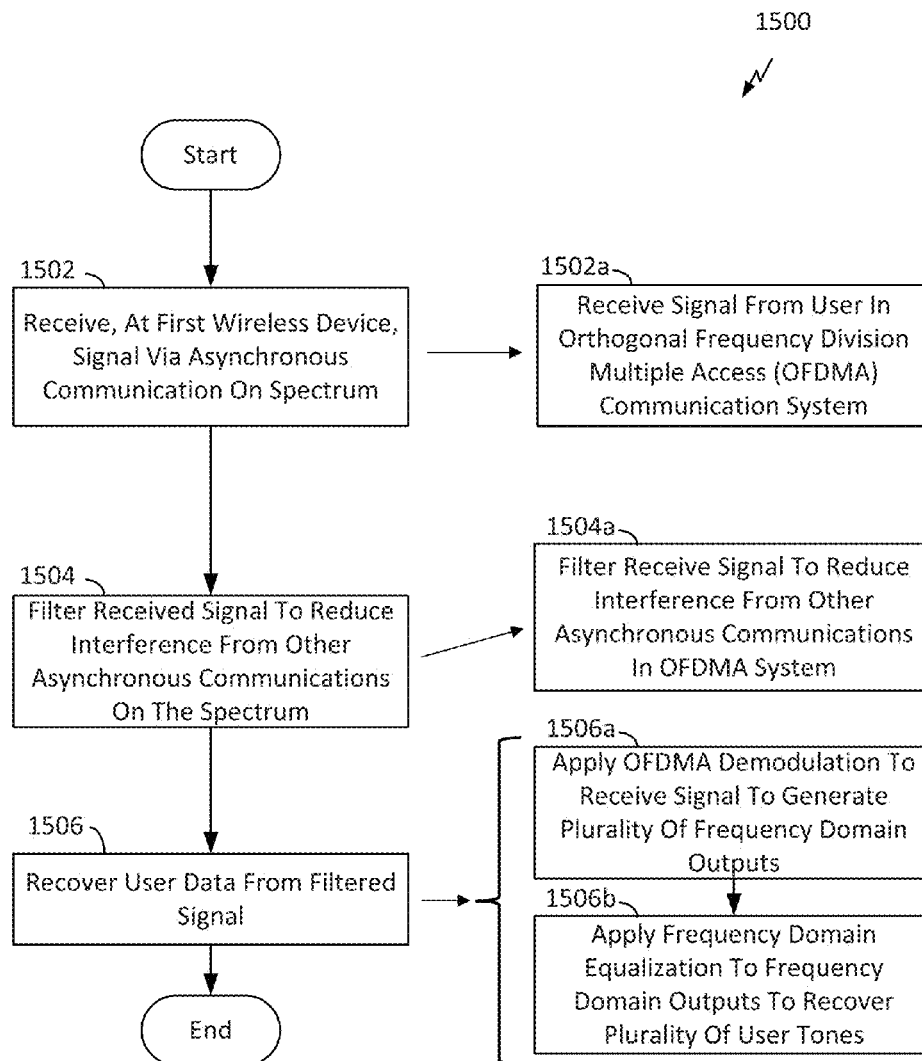 1500
Start
1502
Receive, At First Wireless Device,
Signal Via Asynchronous
Communication On Spectrum
1502a
Receive Signal From User In
Orthogonal Frequency Division
Multiple Access (OFDMA)
Communication System
1504
Filter Received Signal To Reduce
Interference From Other
Asynchronous Communications
On The Spectrum
1504a
Filter Receive Signal To Reduce
Interference From Other
Asynchronous Communications
In OFDMA System
1506
Recover User Data From Filtered
Signal
1506a
Apply OFDMA Demodulation To
Receive Signal To Generate
Plurality Of Frequency Domain
Outputs
1506b
Apply Frequency Domain
Equalization To Frequency
Domain Outputs To Recover
Plurality Of User Tones
End